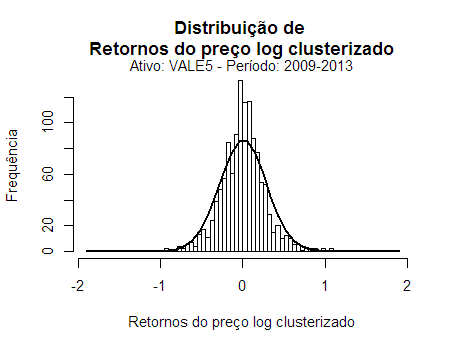 Distribuição de
Retornos do preço log clusterizado
Ativo: VALE5 - Período: 2009-2013
Frequência
100
60
20
0
-2
-1
0
1
2
Retornos do preço log clusterizado